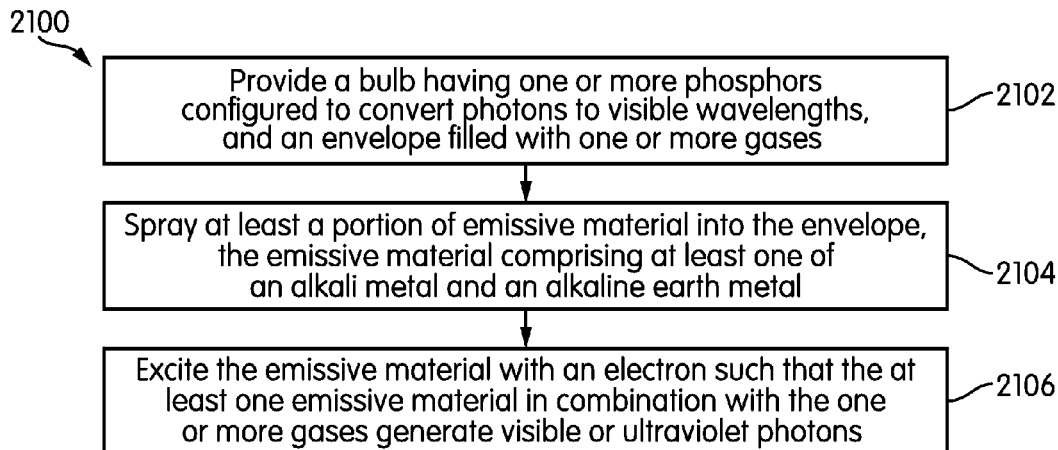 2100
Provide a bulb having one or more phosphors
configured to convert photons to visible wavelengths,
and an envelope filled with one or more gases
2102
Spray at least a portion of emissive material into the envelope,
the emissive material comprising at least one of
an alkali metal and an alkaline earth metal
2104
Excite the emissive material with an electron such that the at
least one emissive material in combination with the one
or more gases generate visible or ultraviolet photons
2106